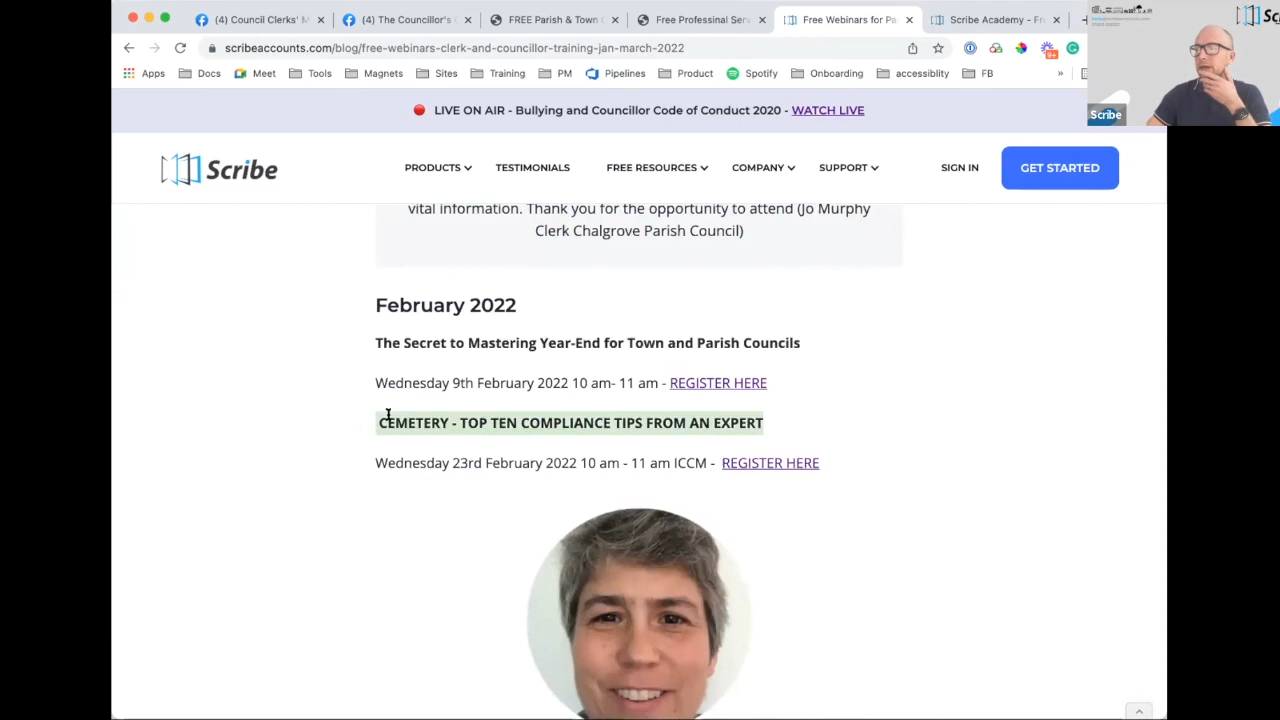 (4) Council Clerks' M
(4) The Councillor's C
FREE Parish & Town
Free Professinal Serv
Free Webinars for Pa
Scribe Academy - Fre
scribeaccounts.com/blog/free-webinars-clerk-and-councillor-training-jan-march-2022
9+
Apps
Docs
Meet
Tools
Magnets
Sites
Training
PM
Pipelines
Product
Spotify
Onboarding
accessiblity
FB
»
Scribe
LIVE ON AIR - Bullying and Councillor Code of Conduct 2020 - WATCH LIVE
Scribe
PRODUCTS
TESTIMONIALS
FREE RESOURCES
COMPANY
SUPPORT
SIGN IN
GET STARTED
vital information. Thank you for the opportunity to attend (Jo Murphy
Clerk Chalgrove Parish Council)
February 2022
The Secret to Mastering Year-End for Town and Parish Councils
Wednesday 9th February 2022 10 am- 11 am - REGISTER HERE
CEMETERY - TOP TEN COMPLIANCE TIPS FROM AN EXPERT
Wednesday 23rd February 2022 10 am - 11 am ICCM - REGISTER HERE